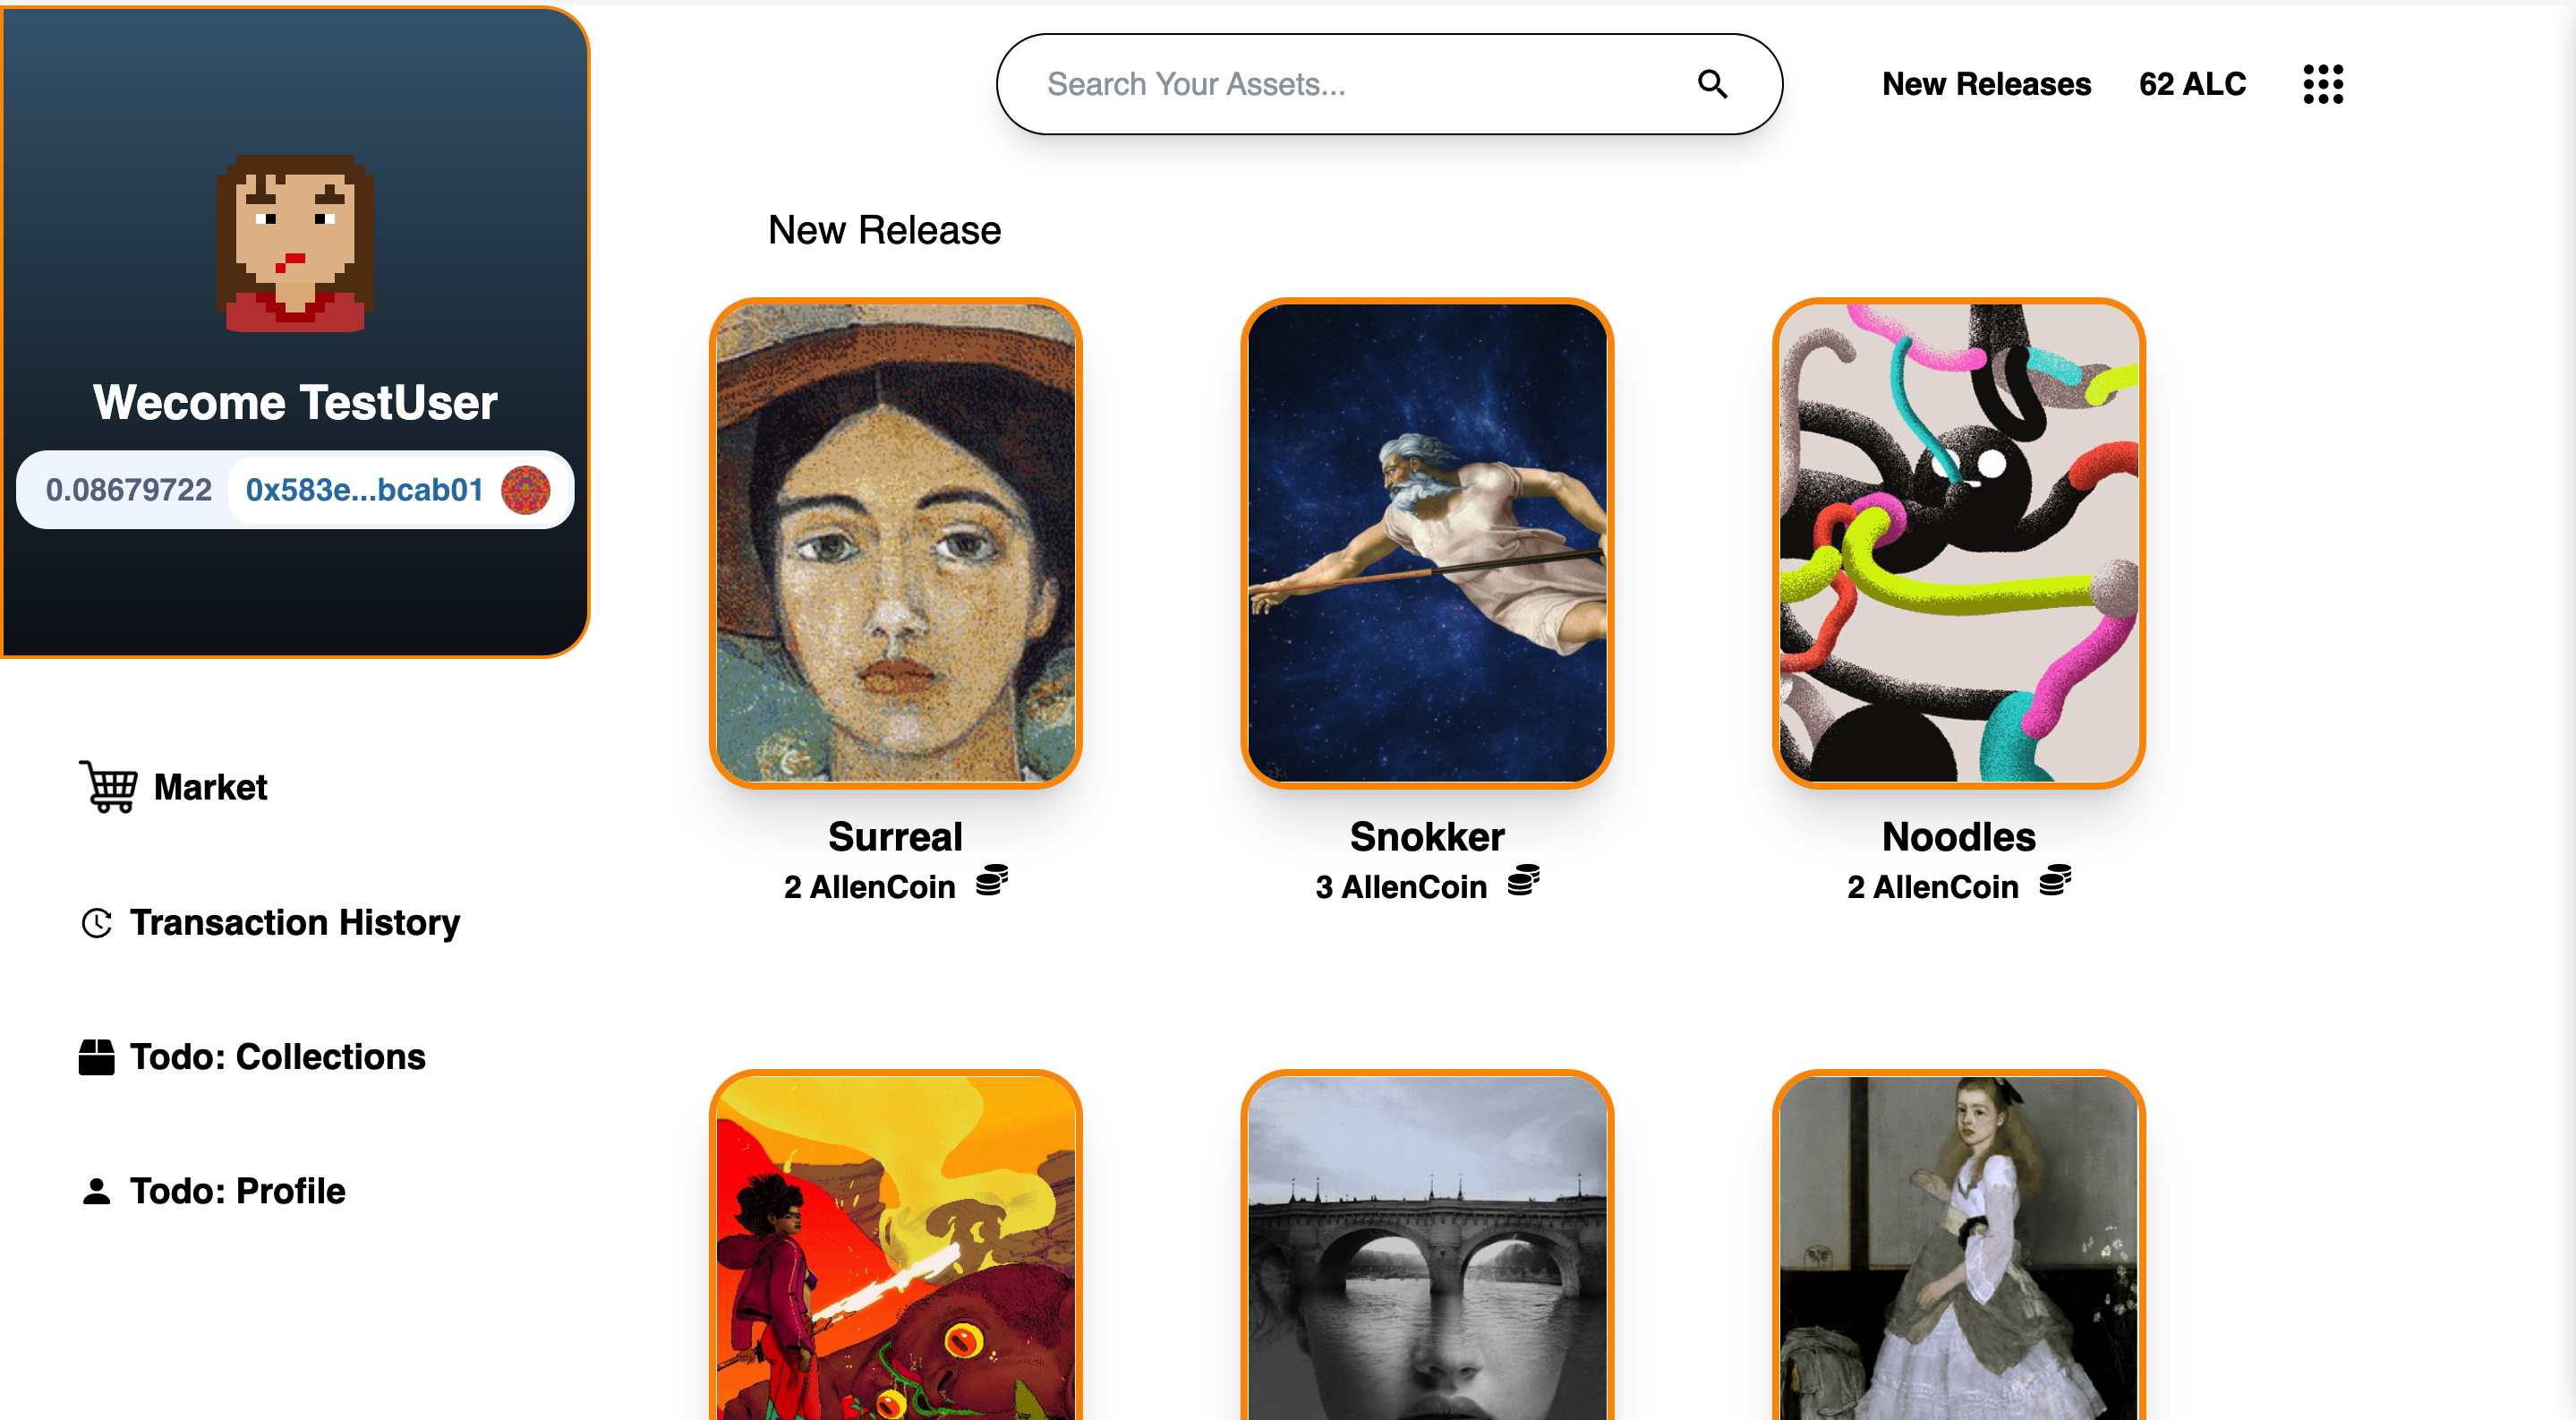 Search Your Assets...
New Releases
62 ALC
Wecome TestUser
0.08679722
0x583e...bcab01
Market
Transaction History
Todo: Collections
Todo: Profile
New Release
Surreal
2 AllenCoin
Snokker
3 AllenCoin
Noodles
2 AllenCoin